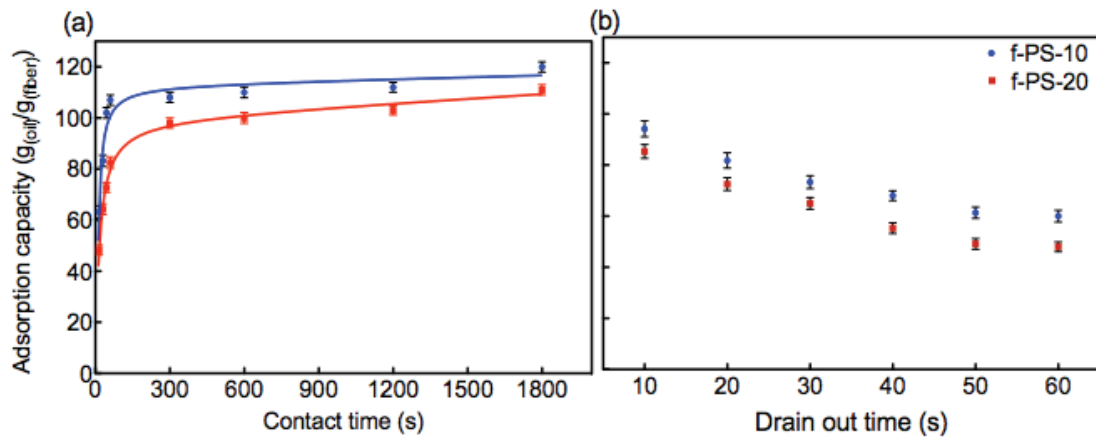 (a)
(b)
Adsorption capacity (g(oil)/g(fiber))
120
100
80
60
40
20
0
0 300 600 900 1200 1500 1800
Contact time (s)
f-PS-10
f-PS-20
10 20 30 40 50 60
Drain out time (s)